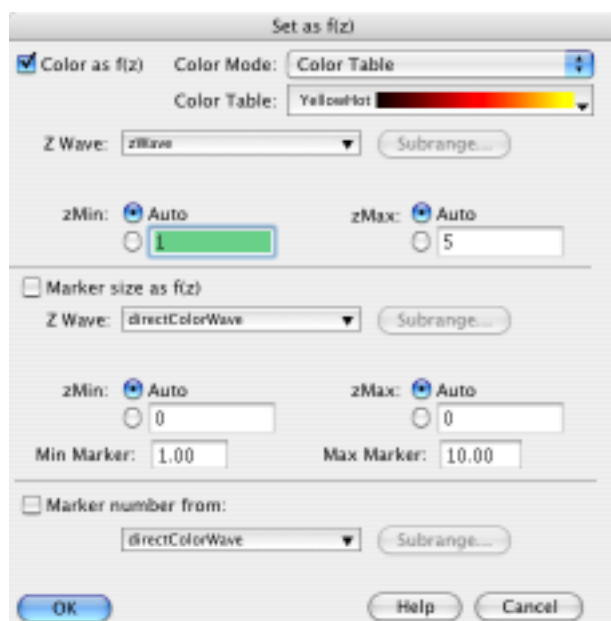 Set as f(z)
Color as f(z) Color Mode: Color Table
Color Table: YellowHot
Z Wave: zWave Subrange...
zMin: Auto zMax: Auto
1 5
Marker size as f(z)
Z Wave: directColorWave Subrange...
zMin: Auto zMax: Auto
0 0
Min Marker: 1.00 Max Marker: 10.00
Marker number from:
directColorWave Subrange...
OK Help Cancel